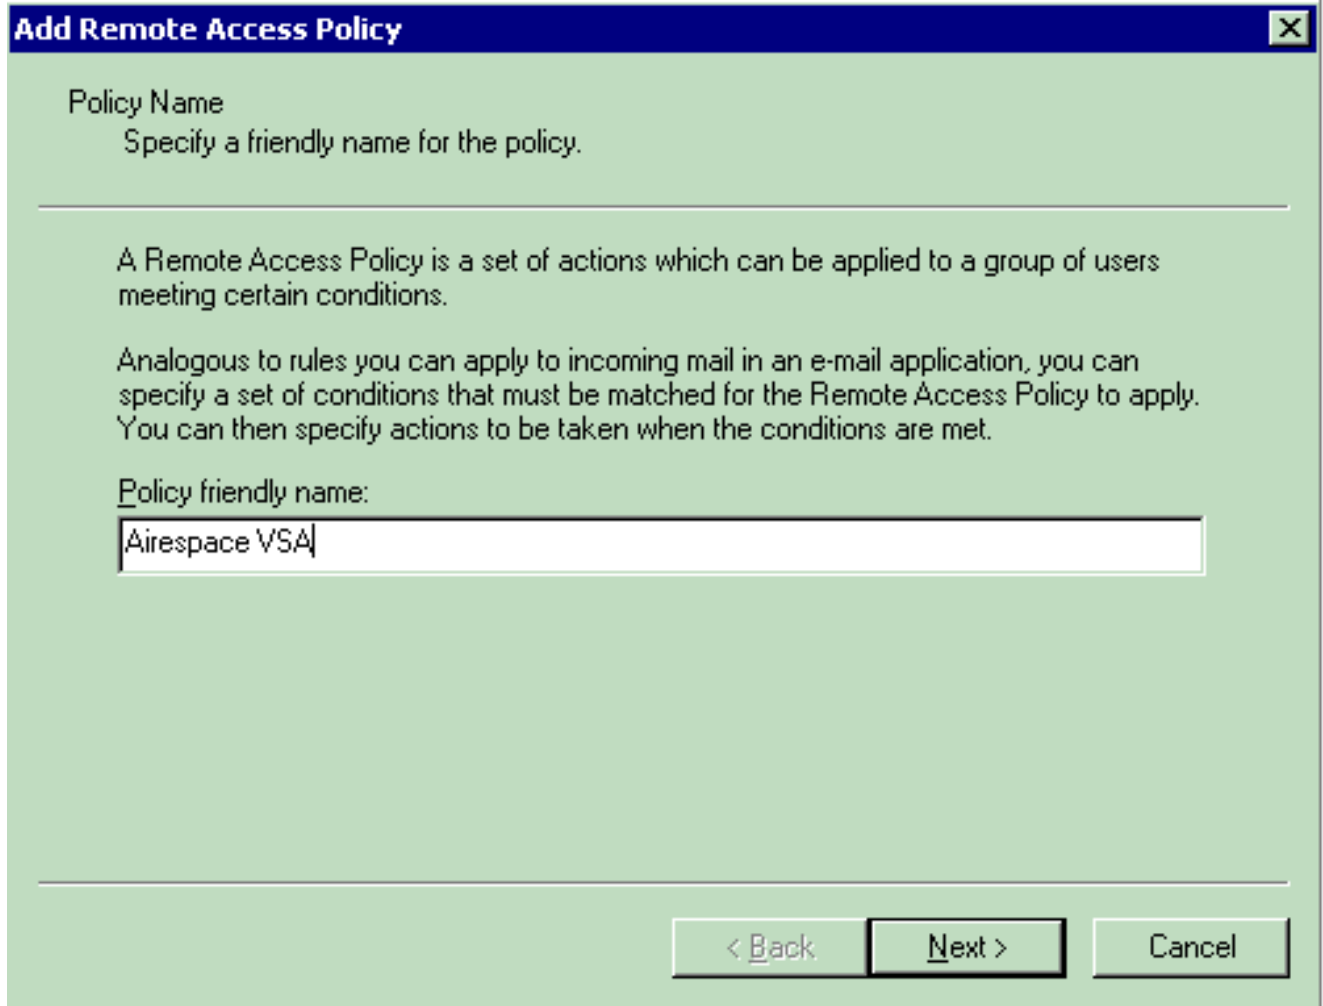 Add Remote Access Policy
Policy Name
Specify a friendly name for the policy.
A Remote Access Policy is a set of actions which can be applied to a group of users
meeting certain conditions.
Analogous to rules you can apply to incoming mail in an e-mail application, you can
specify a set of conditions that must be matched for the Remote Access Policy to apply.
You can then specify actions to be taken when the conditions are met.
Policy friendly name:
Airespace VSA
< Back Next > Cancel